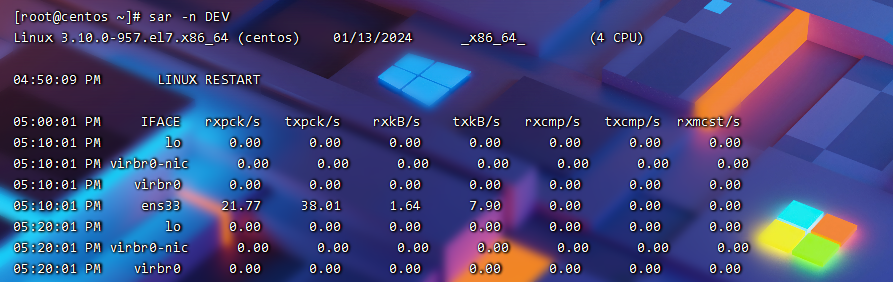 [root@centos ~]# sar -n DEV
Linux 3.10.0-957.el7.x86_64 (centos) 01/13/2024 _x86_64_ (4 CPU)
04:50:09 PM LINUX RESTART
05:00:01 PM IFACE rxpck/s txpck/s rxkB/s txkB/s rxcmp/s txcmp/s rxmcst/s
05:10:01 PM lo 0.00 0.00 0.00 0.00 0.00 0.00 0.00
05:10:01 PM virbr0-nic 0.00 0.00 0.00 0.00 0.00 0.00 0.00
05:10:01 PM virbr0 0.00 0.00 0.00 0.00 0.00 0.00 0.00
05:10:01 PM ens33 21.77 38.01 1.64 7.90 0.00 0.00 0.00
05:20:01 PM lo 0.00 0.00 0.00 0.00 0.00 0.00 0.00
05:20:01 PM virbr0-nic 0.00 0.00 0.00 0.00 0.00 0.00 0.00
05:20:01 PM virbr0 0.00 0.00 0.00 0.00 0.00 0.00 0.00